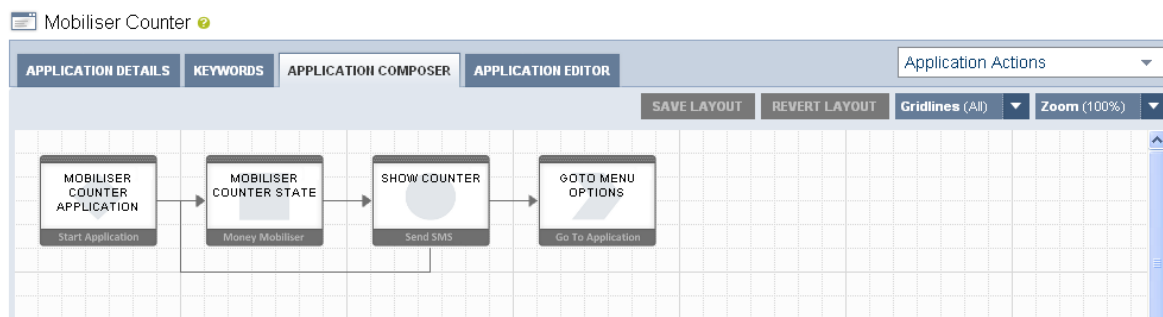 Mobiliser Counter
APPLICATION DETAILS KEYWORDS APPLICATION COMPOSER APPLICATION EDITOR Application Actions
SAVE LAYOUT REVERT LAYOUT Gridlines (All) Zoom (100%)
MOBILISER
COUNTER
APPLICATION
Start Application
MOBILISER
COUNTER STATE
Money Mobiliser
SHOW COUNTER
Send SMS
GOTO MENU
OPTIONS
Go To Application